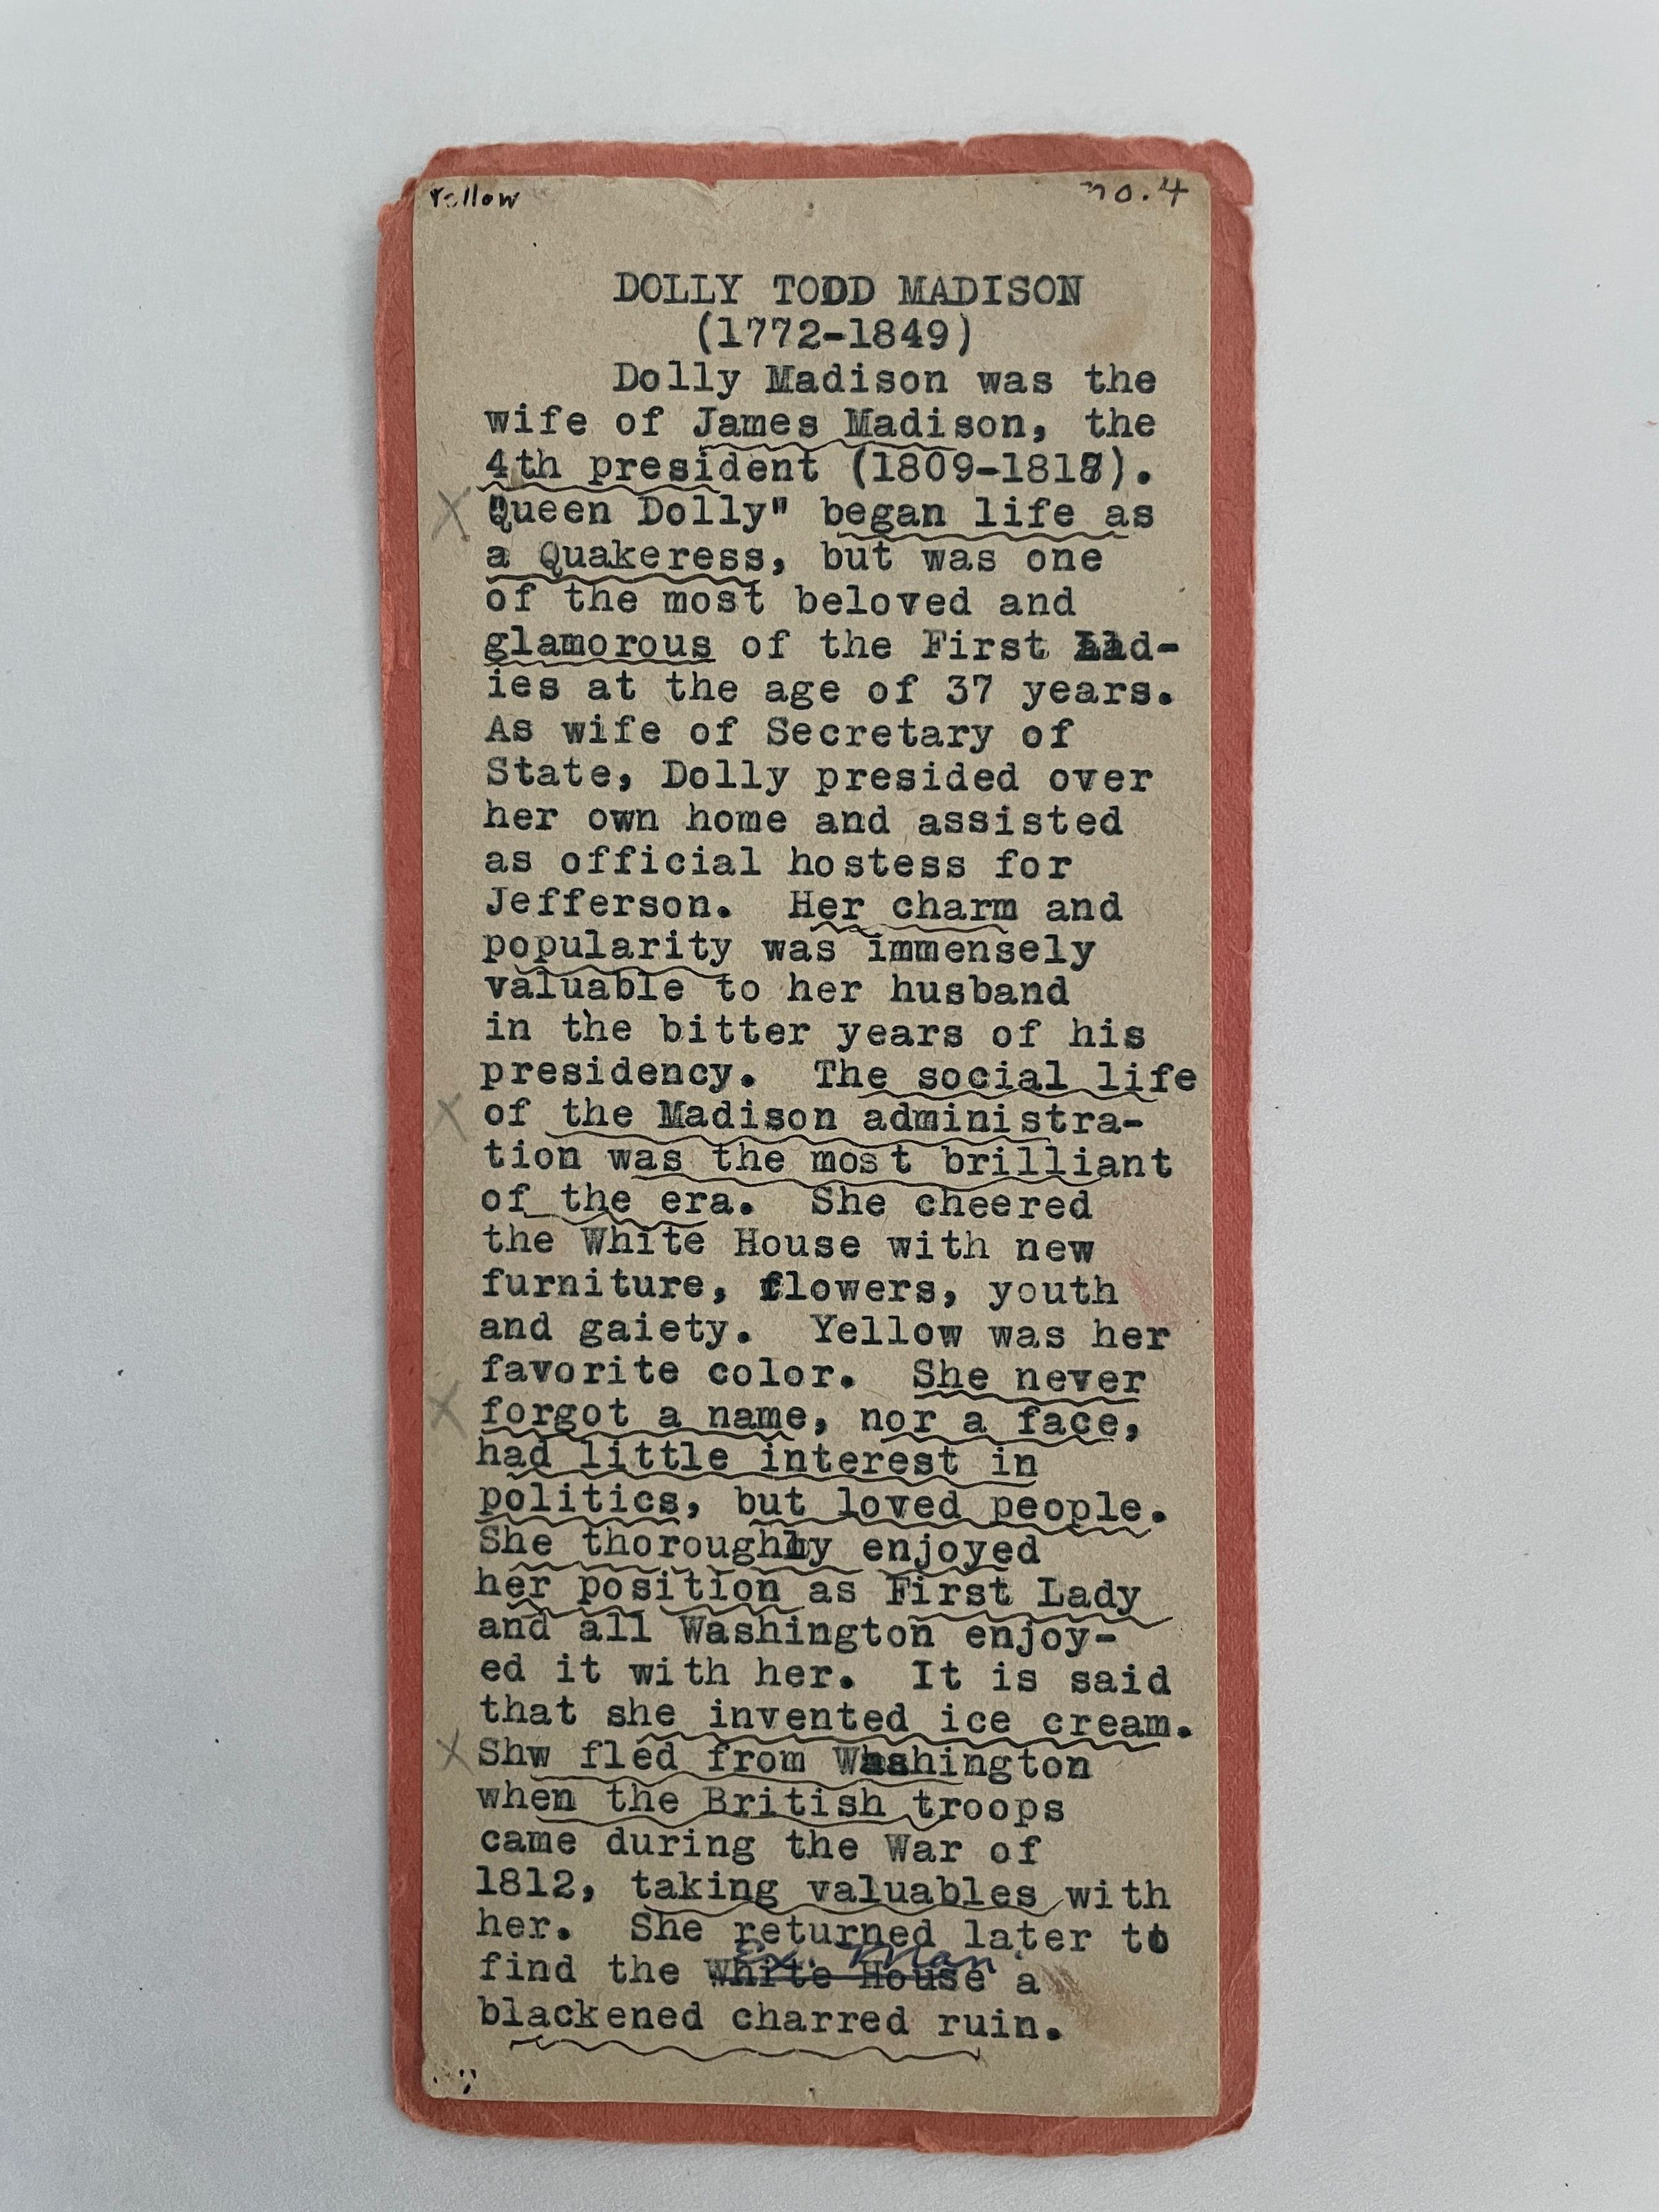 Yellow no. 4
DOLLY TODD MADISON
(1772-1849)
Dolly Madison was the
wife of James Madison, the
4th president (1809-1817).
"Queen Dolly" began life as
a Quakeress, but was one
of the most beloved and
glamorous of the First Lad-
ies at the age of 37 years.
As wife of Secretary of
State, Dolly presided over
her own home and assisted
as official hostess for
Jefferson. Her charm and
popularity was immensely
valuable to her husband
in the bitter years of his
presidency. The social life
of the Madison administra-
tion was the most brilliant
of the era. She cheered
the White House with new
furniture, flowers, youth
and gaiety. Yellow was her
favorite color. She never
forgot a name, nor a face,
had little interest in
politics, but loved people.
She thoroughly enjoyed
her position as First Lady
and all Washington enjoy-
ed it with her. It is said
that she invented ice cream.
Shw fled from Washington
when the British troops
came during the War of
1812, taking valuables with
her. She returned later to
Ex. Man.
find the White House a
blackened charred ruin.